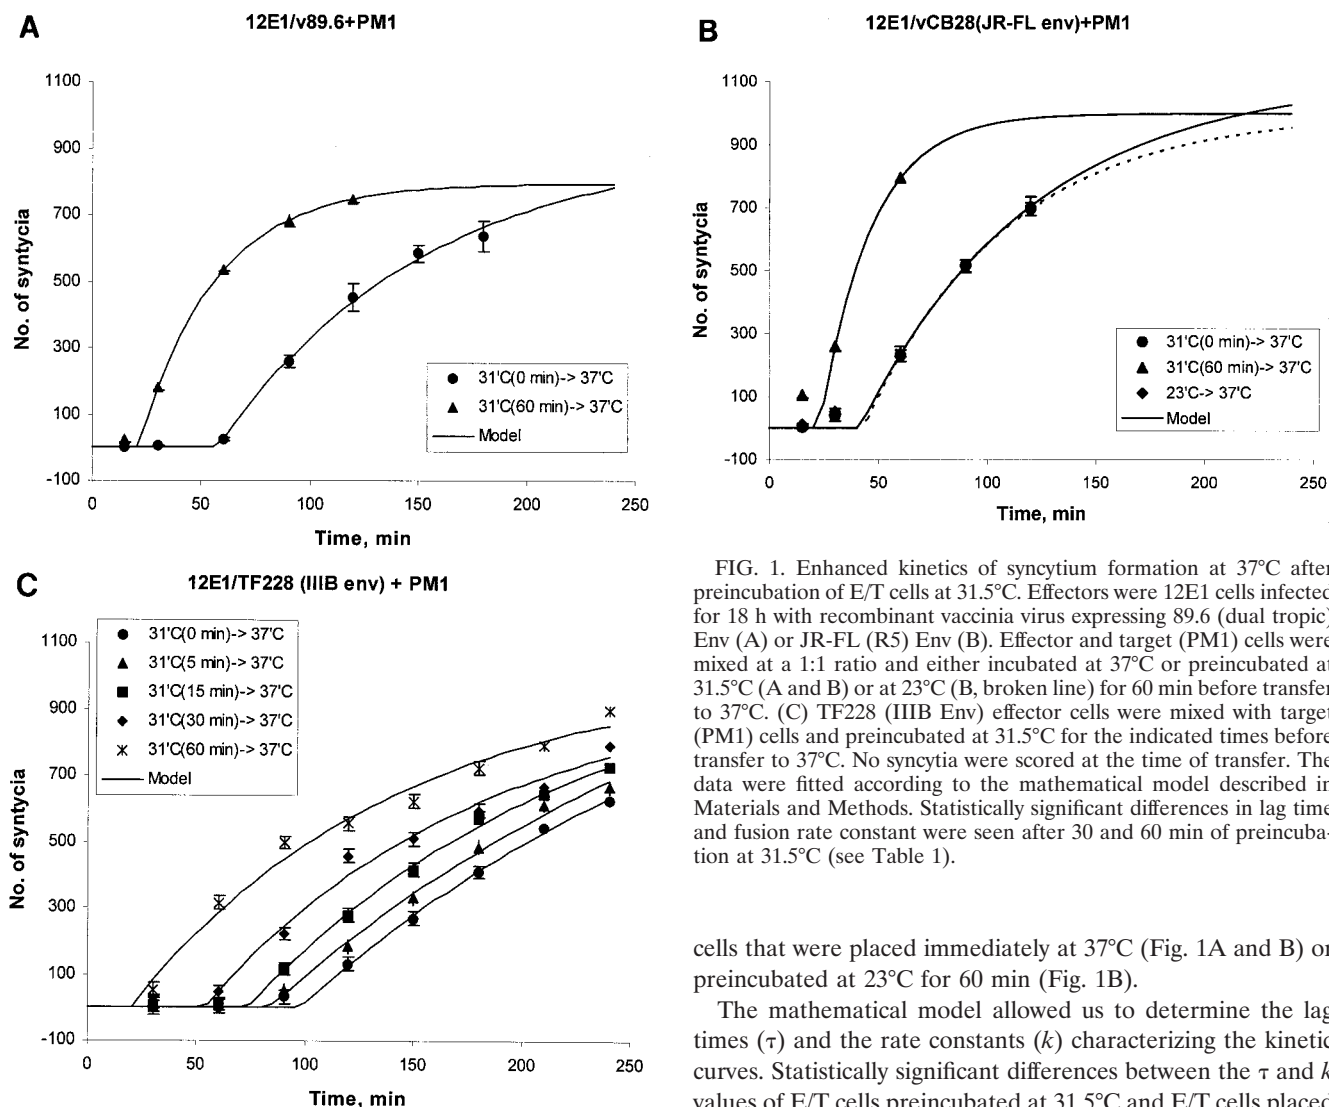 A
12E1/v89.6+PM1
1100
900
700
500
300
100
-100
No. of syntycia
31'C(0 min)-> 37'C
31'C(60 min)-> 37'C
Model
0 50 100 150 200 250
Time, min
B
12E1/vCB28(JR-FL env)+PM1
1100
900
700
500
300
100
-100
No. of syntycia
31'C(0 min)-> 37'C
31'C(60 min)-> 37'C
23'C-> 37'C
Model
0 50 100 150 200 250
Time, min
C
12E1/TF228 (IIIB env) + PM1
1100
900
700
500
300
100
-100
No. of syntycia
31'C(0 min)-> 37'C
31'C(5 min)-> 37'C
31'C(15 min)-> 37'C
31'C(30 min)-> 37'C
31'C(60 min)-> 37'C
Model
0 50 100 150 200 250
Time, min
FIG. 1. Enhanced kinetics of syncytium formation at 37°C after
preincubation of E/T cells at 31.5°C. Effectors were 12E1 cells infected
for 18 h with recombinant vaccinia virus expressing 89.6 (dual tropic)
Env (A) or JR-FL (R5) Env (B). Effector and target (PM1) cells were
mixed at a 1:1 ratio and either incubated at 37°C or preincubated at
31.5°C (A and B) or at 23°C (B, broken line) for 60 min before transfer
to 37°C. (C) TF228 (IIIB Env) effector cells were mixed with target
(PM1) cells and preincubated at 31.5°C for the indicated times before
transfer to 37°C. No syncytia were scored at the time of transfer. The
data were fitted according to the mathematical model described in
Materials and Methods. Statistically significant differences in lag time
and fusion rate constant were seen after 30 and 60 min of preincuba-
tion at 31.5°C (see Table 1).
cells that were placed immediately at 37°C (Fig. 1A and B) or
preincubated at 23°C for 60 min (Fig. 1B).
The mathematical model allowed us to determine the lag
times (τ) and the rate constants (k) characterizing the kinetic
curves. Statistically significant differences between the τ and k
values of E/T cells preincubated at 31.5°C and E/T cells placed